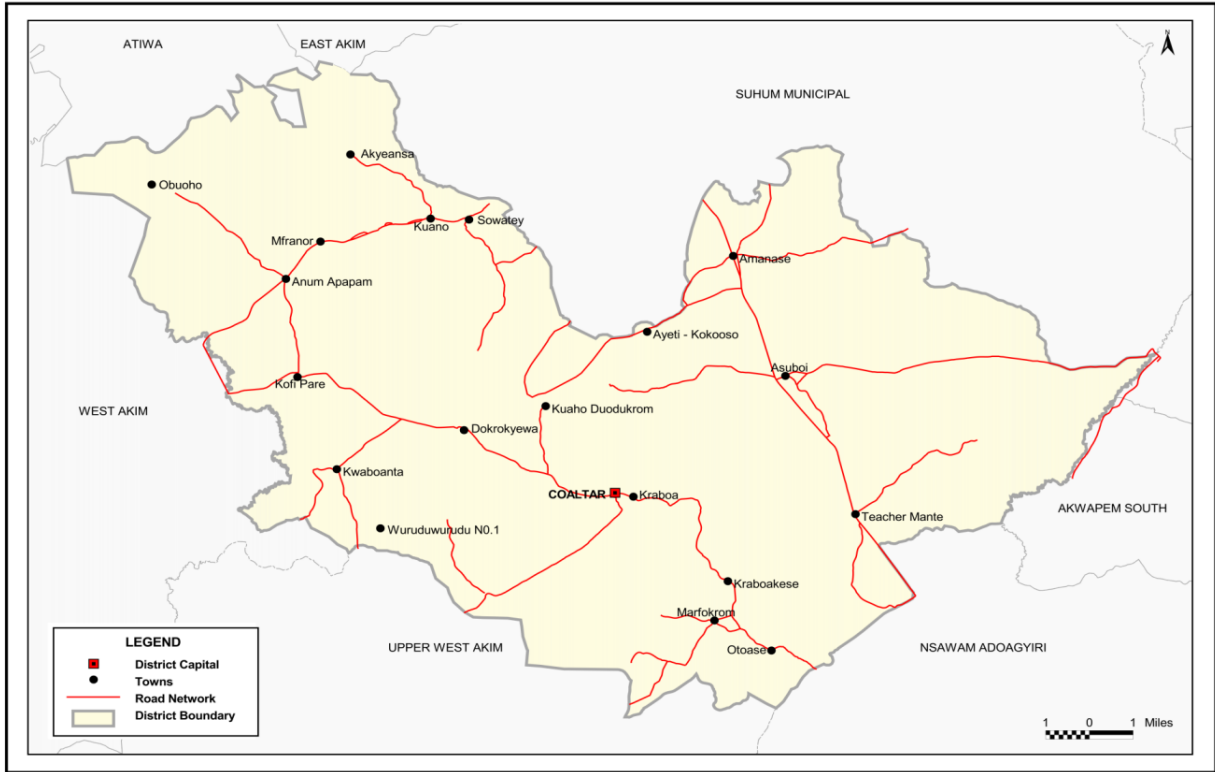 ATIWA
EAST AKIM
N
SUHUM MUNICIPAL
Akyeansa
Obuoho
Sowatey
Kuano
Mfranor
Amanase
Anum Apapam
Ayeti - Kokooso
Asuboi
Kofi Pare
WEST AKIM
Kuaho Duodukrom
Dokrokyewa
Kwaboanta
COALTAR
Kraboa
AKWAPEM SOUTH
Teacher Mante
Wuruduwurudu N0.1
Kraboakese
Marfokrom
LEGEND
UPPER WEST AKIM
Otoase
NSAWAM ADOAGYIRI
District Capital
Towns
Road Network
District Boundary
1 0 1 Miles